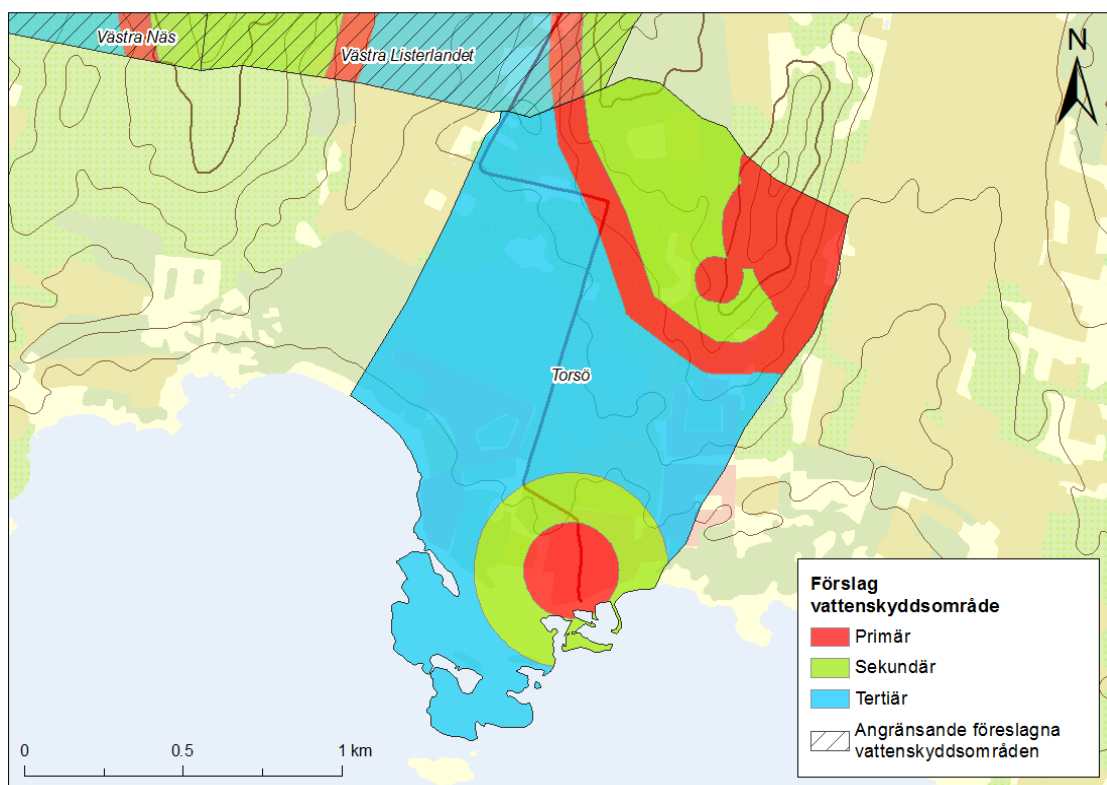 Västra Näs
Västra Listerlandet
N
Torsö
Förslag
vattenskyddsområde
Primär
Sekundär
Tertiär
Angränsande föreslagna
vattenskyddsområden
0 0.5 1 km